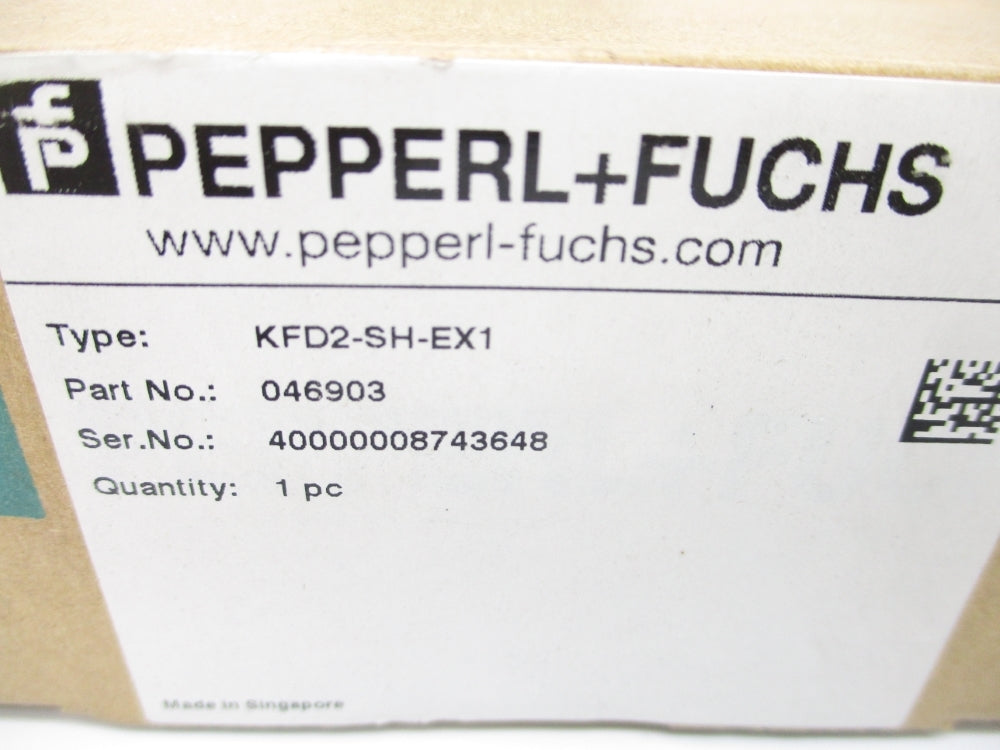 fp PEPPERL+FUCHS
www.pepperl-fuchs.com
Type: KFD2-SH-EX1
Part No.: 046903
Ser.No.: 40000008743648
Quantity: 1 pc
Made in Singapore